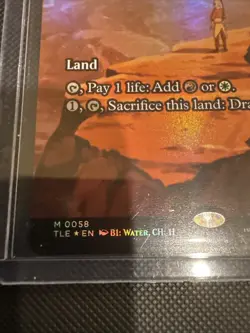 Land
, Pay 1 life: Add or .
1, , Sacrifice this land: Dra
M 0058
TLE ★ EN B1: WATER, CH: 11